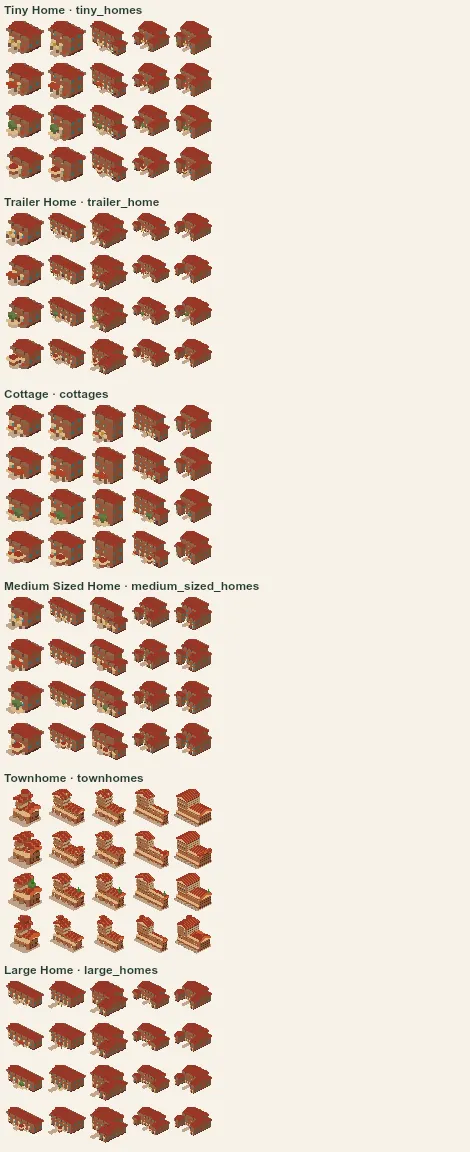 Tiny Home · tiny_homes
Trailer Home · trailer_home
Cottage · cottages
Medium Sized Home · medium_sized_homes
Townhome · townhomes
Large Home · large_homes